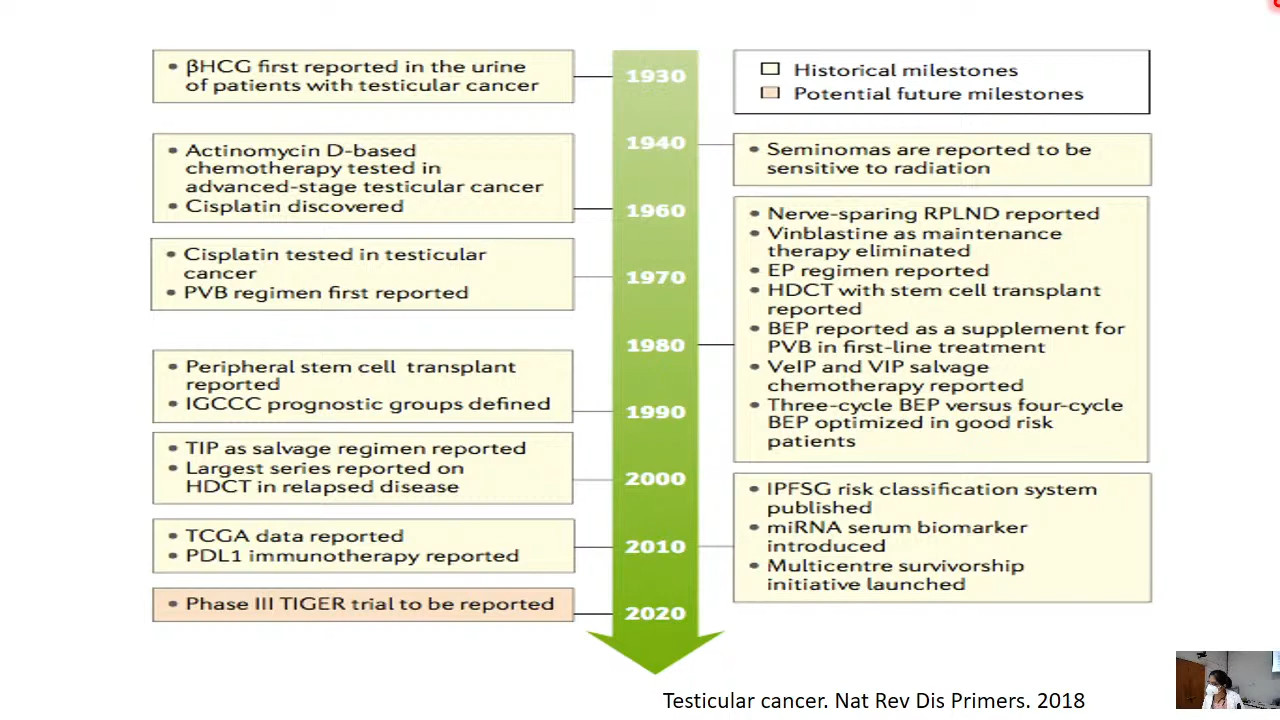 • βHCG first reported in the urine
of patients with testicular cancer
• Actinomycin D-based
chemotherapy tested in
advanced-stage testicular cancer
• Cisplatin discovered
• Cisplatin tested in testicular
cancer
• PVB regimen first reported
• Peripheral stem cell transplant
reported
• IGCCC prognostic groups defined
• TIP as salvage regimen reported
• Largest series reported on
HDCT in relapsed disease
• TCGA data reported
• PDL1 immunotherapy reported
• Phase III TIGER trial to be reported
1930
1940
1960
1970
1980
1990
2000
2010
2020
Historical milestones
Potential future milestones
• Seminomas are reported to be
sensitive to radiation
• Nerve-sparing RPLND reported
• Vinblastine as maintenance
therapy eliminated
• EP regimen reported
• HDCT with stem cell transplant
reported
• BEP reported as a supplement for
PVB in first-line treatment
• VeIP and VIP salvage
chemotherapy reported
• Three-cycle BEP versus four-cycle
BEP optimized in good risk
patients
• IPFSG risk classification system
published
• miRNA serum biomarker
introduced
• Multicentre survivorship
initiative launched
Testicular cancer. Nat Rev Dis Primers. 2018